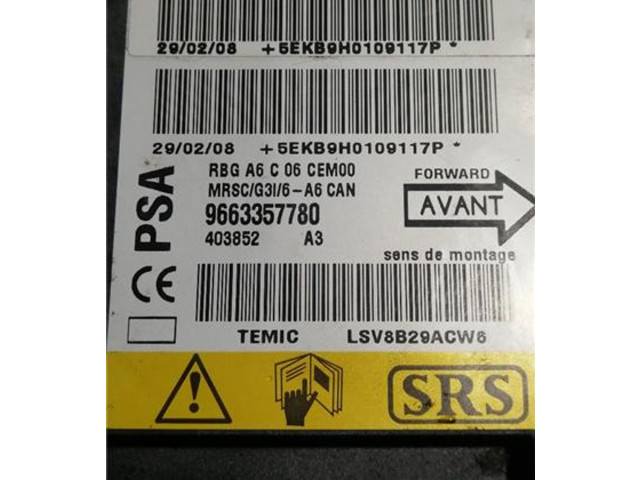 29/02/08 +5EKB9H0109117P *
29/02/08 +5EKB9H0109117P *
PSA
RBG A6 C 06 CEM00
MRSC/G3I/6-A6 CAN
9663357780
403852 A3
FORWARD
AVANT
sens de montage
CE
TEMIC LSV8B29ACW6
SRS